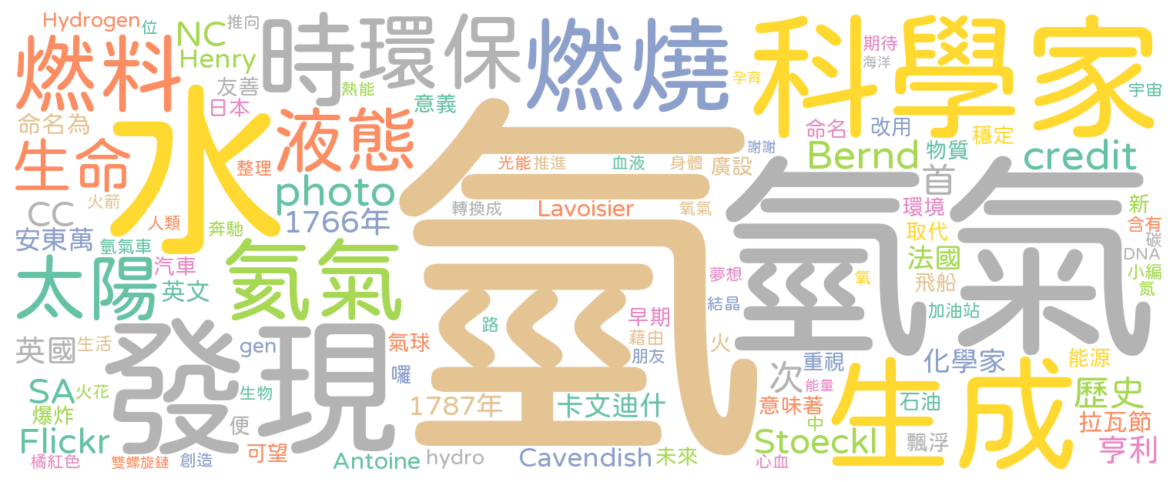 Hydrogen 位 NC 推向
Henry
燃料 友善 時 環保 熱能 意義 燃燒 孕育 科學家 期待 海洋 宇宙
日本
命名為 水 液態 氫 謝謝 命名 改用 穩定
生命 整理 photo 光能 推進 血液 身體 廣設 Bernd 物質 credit
火箭 首
CC 人類 奔馳 1766年 轉換成 Lavoisier 氧氣 氫 環境 氫氣 新
安東萬 氫氣車 含有
太陽 汽車 氦氣 取代 法國 碳
英文 夢想 氧 飛船 DNA
小編
氮
路 早期 結晶 加油站
英國 生活 發現 gen 氣球 藉由 火 重視 化學家 能源
朋友
SA 火花 生物 囉 次 能量 生成 石油 歷史
爆炸 便 1787年 卡文迪什 意味著 中 拉瓦節
Flickr 可望 Stoeckl 飄浮 亨利
橘紅色 雙螺旋鏈 創造 Antoine hydro Cavendish 未來 心血